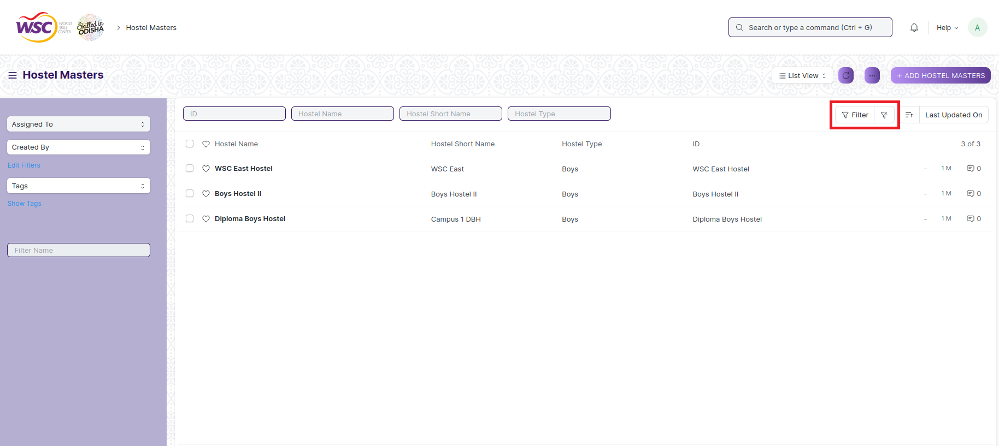 WSC WORLD SKILL CENTER
Skilled in ODISHA
Hostel Masters
Search or type a command (Ctrl + G)
Help
A
Hostel Masters
List View
+ ADD HOSTEL MASTERS
Assigned To
Created By
Edit Filters
Tags
Show Tags
Filter Name
ID
Hostel Name
Hostel Short Name
Hostel Type
Filter
Last Updated On
Hostel Name Hostel Short Name Hostel Type ID 3 of 3
WSC East Hostel WSC East Boys WSC East Hostel - 1 M 0
Boys Hostel II Boys Hostel II Boys Boys Hostel II - 1 M 0
Diploma Boys Hostel Campus 1 DBH Boys Diploma Boys Hostel - 1 M 0